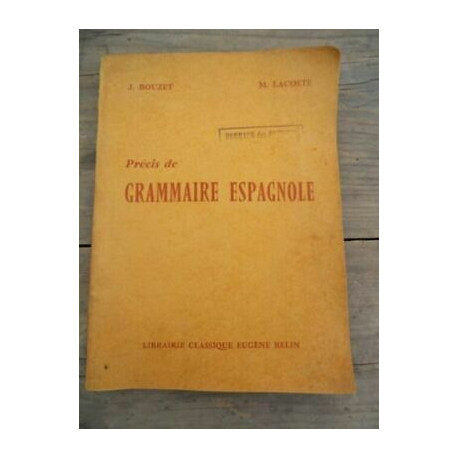 J. BOUZET M. LACOSTE
Précis de
GRAMMAIRE ESPAGNOLE
LIBRAIRIE CLASSIQUE EUGÈNE BELIN